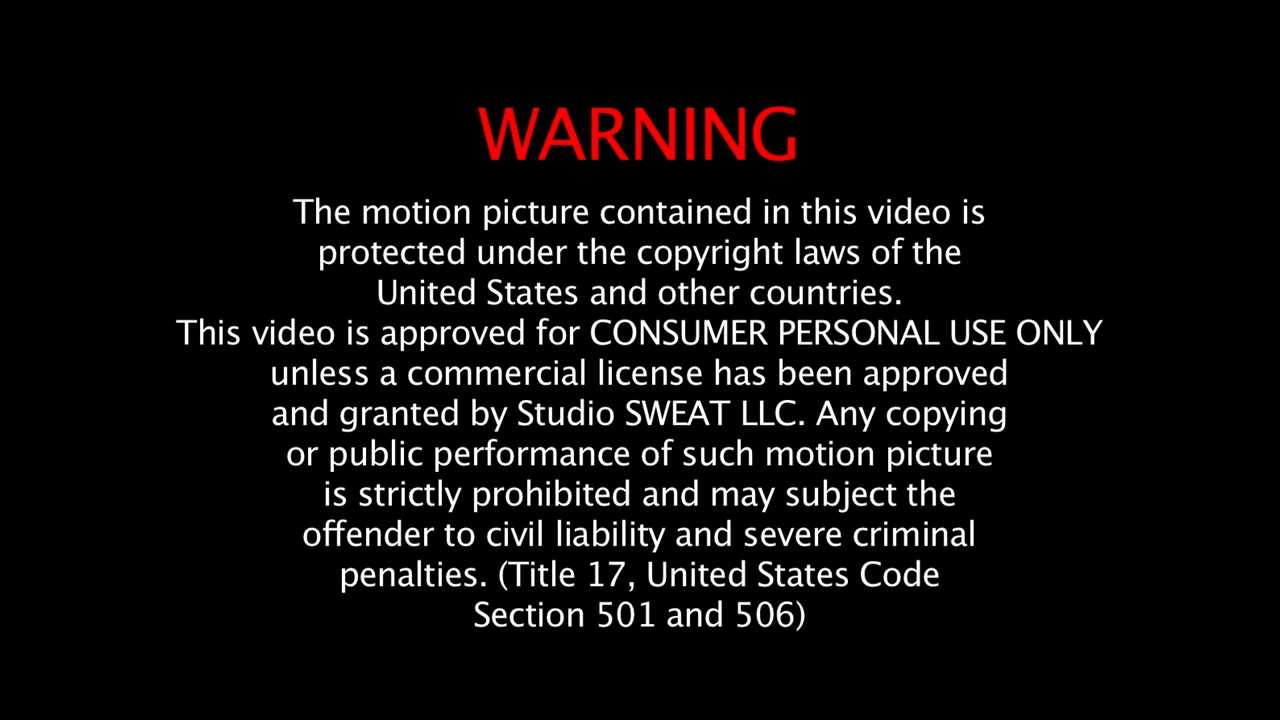 WARNING
The motion picture contained in this video is
protected under the copyright laws of the
United States and other countries.
This video is approved for CONSUMER PERSONAL USE ONLY
unless a commercial license has been approved
and granted by Studio SWEAT LLC. Any copying
or public performance of such motion picture
is strictly prohibited and may subject the
offender to civil liability and severe criminal
penalties. (Title 17, United States Code
Section 501 and 506)